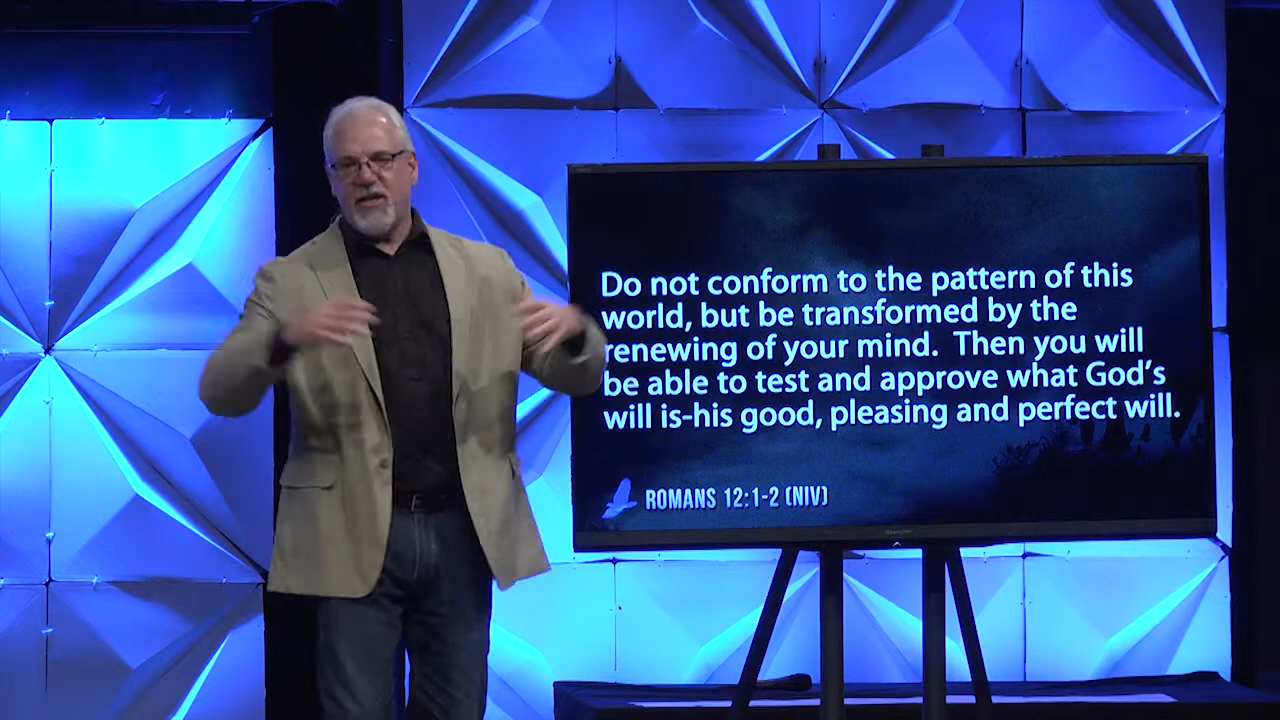 Do not conform to the pattern of this
world, but be transformed by the
renewing of your mind.  Then you will
be able to test and approve what God's
will is-his good, pleasing and perfect will.
ROMANS 12:1-2 (NIV)